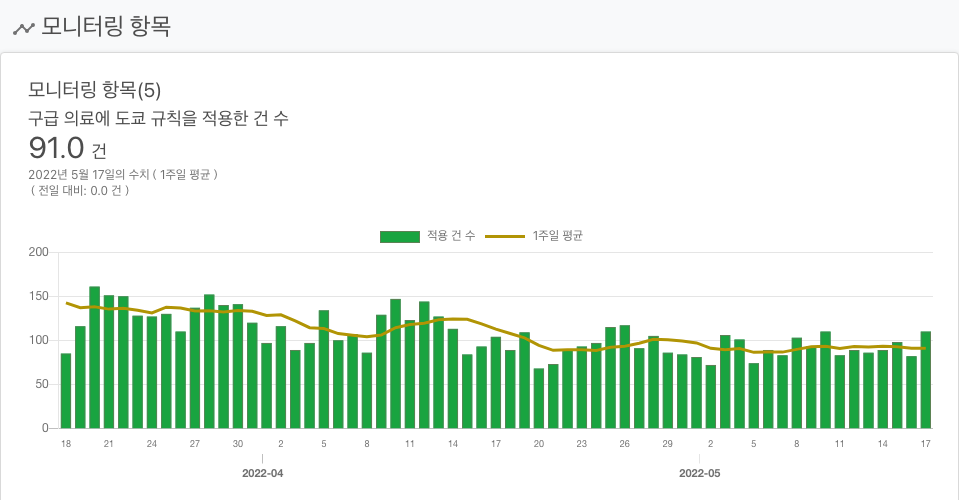 모니터링 항목
모니터링 항목(5)
구급 의료에 도쿄 규칙을 적용한 건 수
91.0 건
2022년 5월 17일의 수치 ( 1주일 평균 )
( 전일 대비: 0.0 건 )
적용 건 수 1주일 평균
200
150
100
50
0
18 21 24 27 30 2 5 8 11 14 17 20 23 26 29 2 5 8 11 14 17
2022-04 2022-05